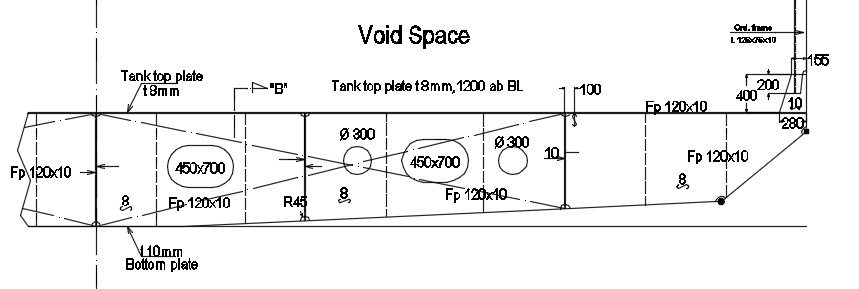 Void Space
Ord. frame
L 125x75x10
155
Tank top plate
t 8mm
"B"
Tank top plate t 8mm, 1200 ab BL
100
200
400
10
Fp 120x10
280
Ø 300
Ø 300
450x700
450x700
10
Fp 120x10
Fp 120x10
8
Fp 120x10
R45
8
Fp 120x10
8
t 10mm
Bottom plate